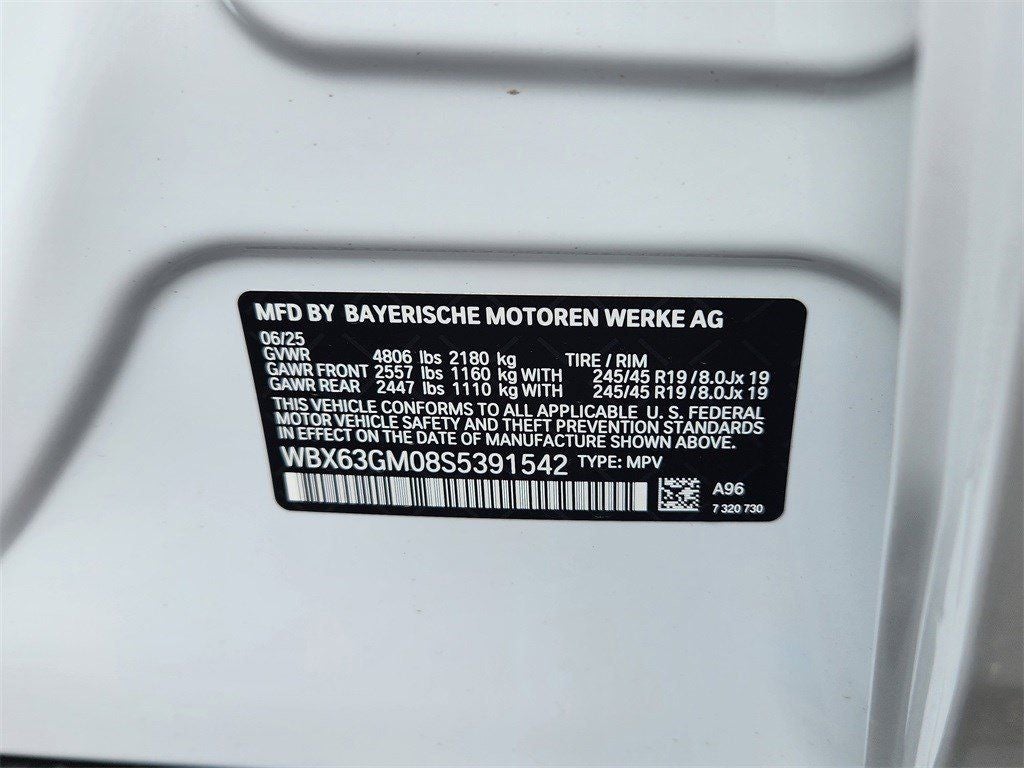 MFD BY BAYERISCHE MOTOREN WERKE AG
06/25
GVWR 4806 lbs 2180 kg TIRE / RIM
GAWR FRONT 2557 lbs 1160 kg WITH 245/45 R19 /8.0Jx 19
GAWR REAR 2447 lbs 1110 kg WITH 245/45 R19 /8.0Jx 19
THIS VEHICLE CONFORMS TO ALL APPLICABLE U. S. FEDERAL
MOTOR VEHICLE SAFETY AND THEFT PREVENTION STANDARDS
IN EFFECT ON THE DATE OF MANUFACTURE SHOWN ABOVE.
WBX63GM08S5391542 TYPE: MPV
A96
7 320 730